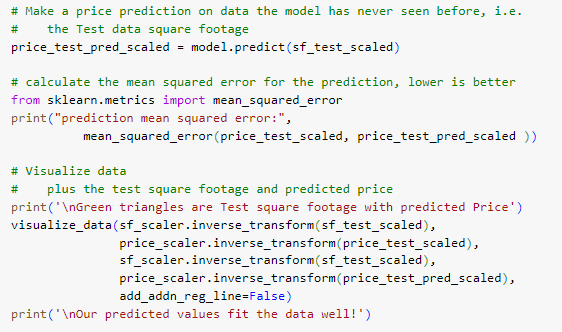 # Make a price prediction on data the model has never seen before, i.e.
#    the Test data square footage
price_test_pred_scaled = model.predict(sf_test_scaled)

# calculate the mean squared error for the prediction, lower is better
from sklearn.metrics import mean_squared_error
print("prediction mean squared error:",
          mean_squared_error(price_test_scaled, price_test_pred_scaled ))

# Visualize data
#    plus the test square footage and predicted price
print('\nGreen triangles are Test square footage with predicted Price')
visualize_data(sf_scaler.inverse_transform(sf_test_scaled),
               price_scaler.inverse_transform(price_test_scaled),
               sf_scaler.inverse_transform(sf_test_scaled),
               price_scaler.inverse_transform(price_test_pred_scaled),
               add_addn_reg_line=False)
print('\nOur predicted values fit the data well!')